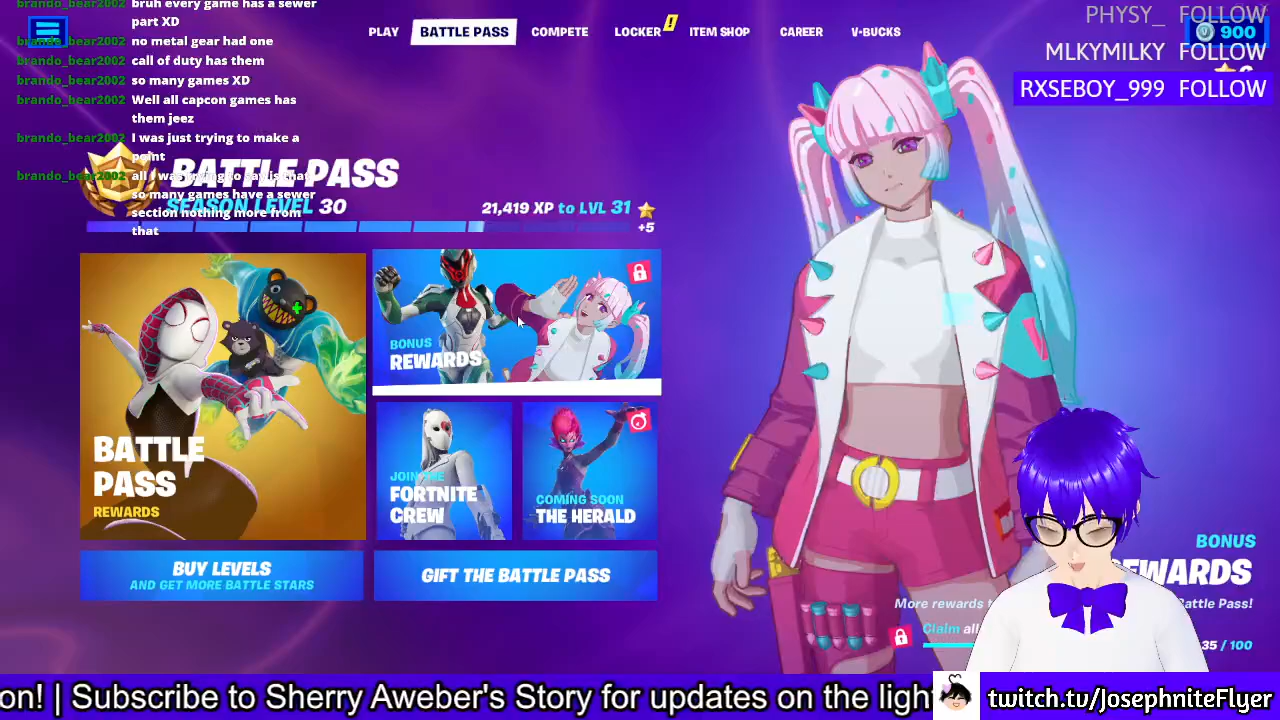 brando_bear2002 bruh every game has a sewer
part XD
brando_bear2002 no metal gear had one
brando_bear2002 call of duty has them
brando_bear2002 so many games XD
brando_bear2002 Well all capcon games has
them jeez
brando_bear2002 I was just trying to make a
point
brando_bear2002 all I was trying to say is that
so many games have a sewer
section nothing more from
that
PLAY BATTLE PASS COMPETE LOCKER ! ITEM SHOP CAREER V-BUCKS
900
PHYSY_ FOLLOW
MLKYMILKY FOLLOW
RXSEBOY_999 FOLLOW
BATTLE PASS
SEASON LEVEL 30
21,419 XP to LVL 31
+5
BATTLE
PASS
REWARDS
BONUS
REWARDS
JOIN THE
FORTNITE
CREW
COMING SOON
THE HERALD
BUY LEVELS
AND GET MORE BATTLE STARS
GIFT THE BATTLE PASS
BONUS
REWARDS
More rewards
Battle Pass!
Claim all
35 / 100
on! | Subscribe to Sherry Aweber's Story for updates on the light
twitch.tv/JosephniteFlyer